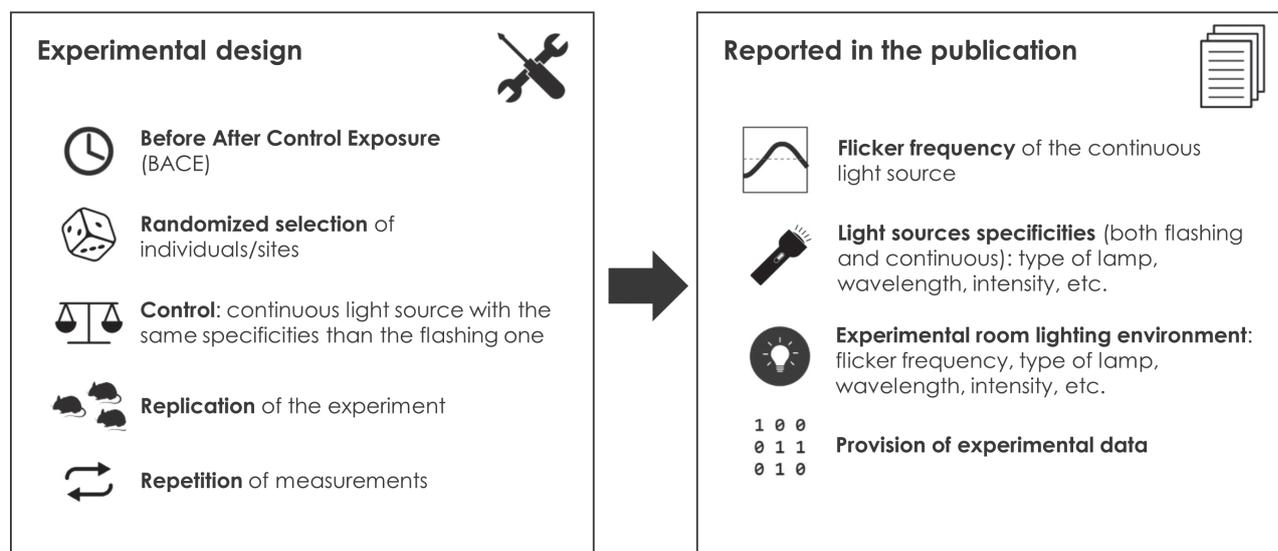 Experimental design
Before After Control Exposure
(BACE)
Randomized selection of
individuals/sites
Control: continuous light source with the
same specificities than the flashing one
Replication of the experiment
Repetition of measurements
Reported in the publication
Flicker frequency of the continuous
light source
Light sources specificities (both flashing
and continuous): type of lamp,
wavelength, intensity, etc.
Experimental room lighting environment:
flicker frequency, type of lamp,
wavelength, intensity, etc.
1 0 0
0 1 1
0 1 0
Provision of experimental data